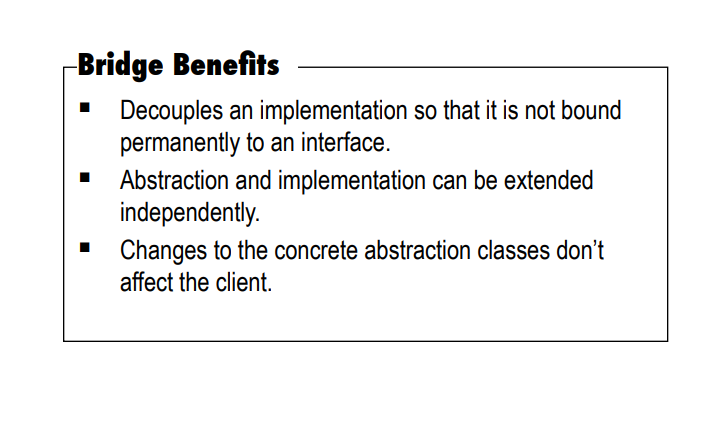 Bridge Benefits
▪ Decouples an implementation so that it is not bound
permanently to an interface.
▪ Abstraction and implementation can be extended
independently.
▪ Changes to the concrete abstraction classes don’t
affect the client.